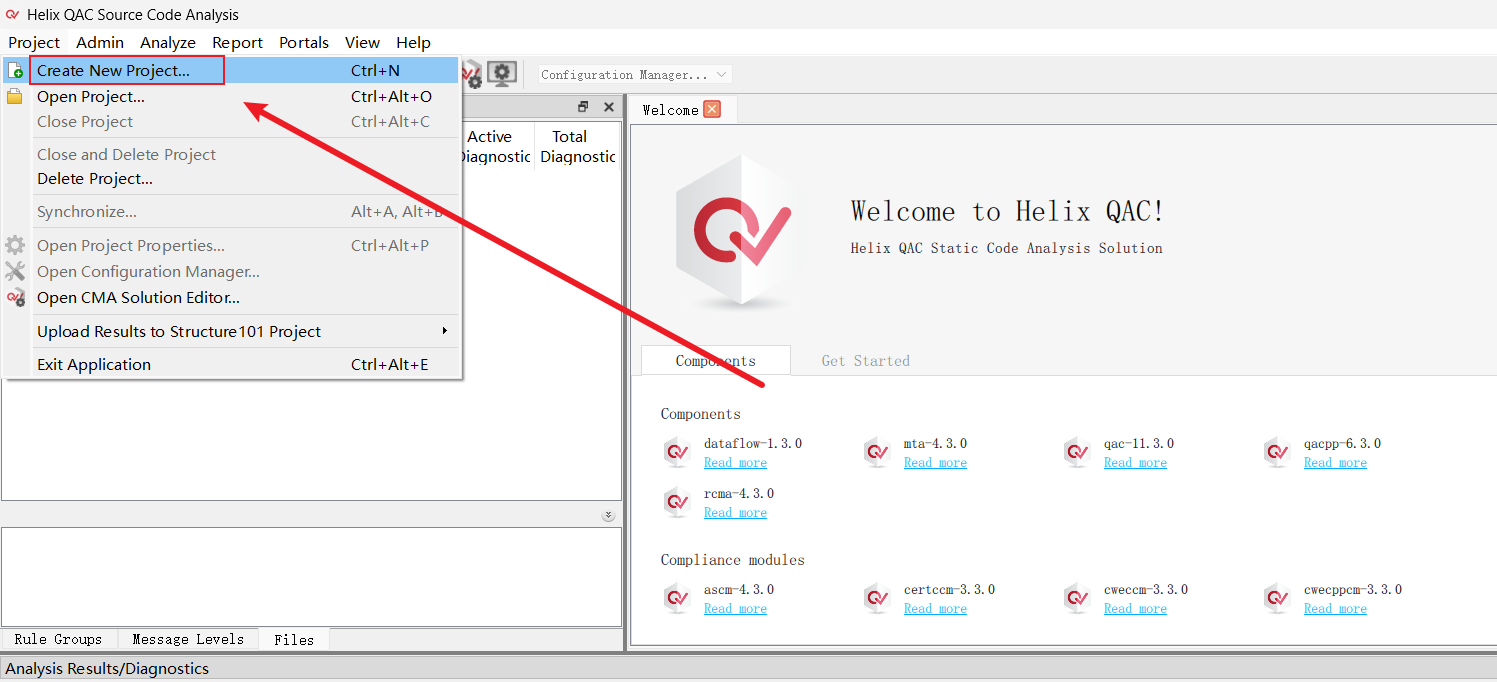 Helix QAC Source Code Analysis
Project Admin Analyze Report Portals View Help
Create New Project... Ctrl+N
Open Project... Ctrl+Alt+O
Close Project Ctrl+Alt+C
Close and Delete Project
Delete Project...
Synchronize... Alt+A, Alt+
Open Project Properties... Ctrl+Alt+P
Open Configuration Manager...
Open CMA Solution Editor...
Upload Results to Structure101 Project
Exit Application Ctrl+Alt+E
Configuration Manager...
Active Total
Diagnostic Diagnostic
Welcome
Welcome to Helix QAC!
Helix QAC Static Code Analysis Solution
Components Get Started
Components
dataflow-1.3.0 mta-4.3.0 qac-11.3.0 qacpp-6.3.0
Read more Read more Read more Read more
rcma-4.3.0
Read more
Compliance modules
ascm-4.3.0 certccm-3.3.0 cweccm-3.3.0 cwecppcm-3.3.0
Read more Read more Read more Read more
Rule Groups Message Levels Files
Analysis Results/Diagnostics